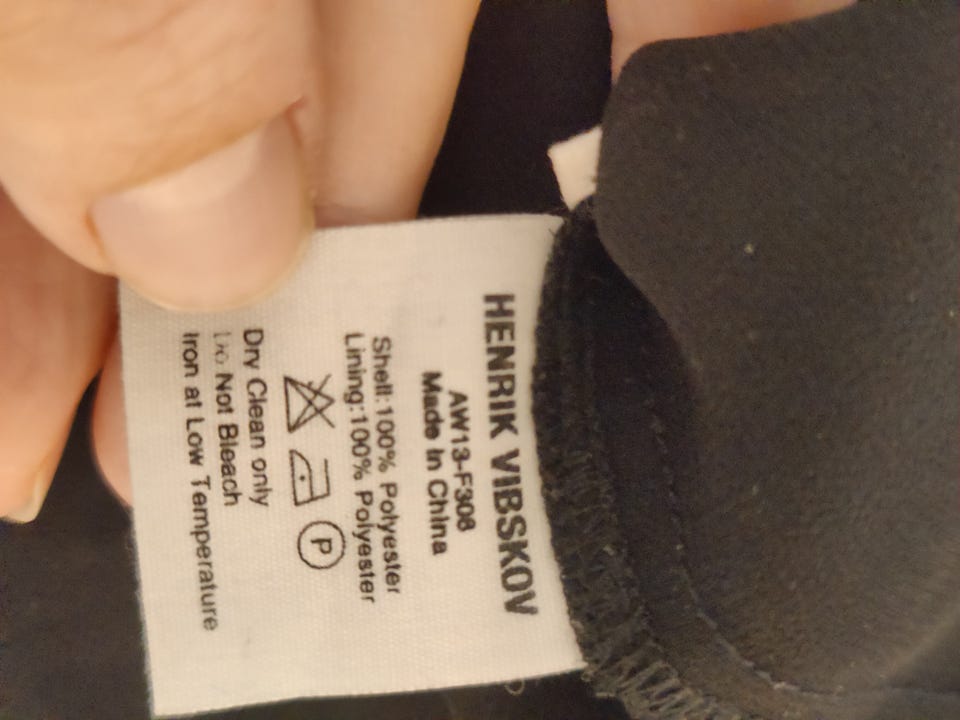 HENRIK VIBSKOV
AW13-F308
Made In China
Shell:100% Polyester
Lining:100% Polyester
P
Dry Clean only
Do Not Bleach
Iron at Low Temperature